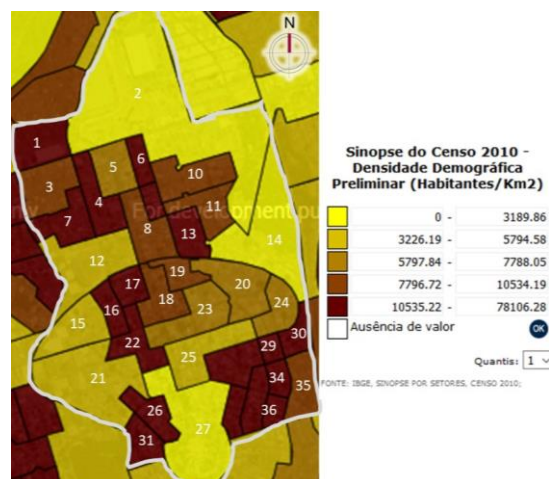 N
2
1
6
5
3
10
4
11
7
For development pu
8
13
14
12
19
17
20
18
24
16
23
15
30
22
29
25
21
34
35
26
36
27
31
Sinopse do Censo 2010 -
Densidade Demográfica
Preliminar (Habitantes/Km2)
0 - 3189.86
3226.19 - 5794.58
5797.84 - 7788.05
7796.72 - 10534.19
10535.22 - 78106.28
Ausência de valor OK
Quantis: 1
FONTE: IBGE, SINOPSE POR SETORES, CENSO 2010;